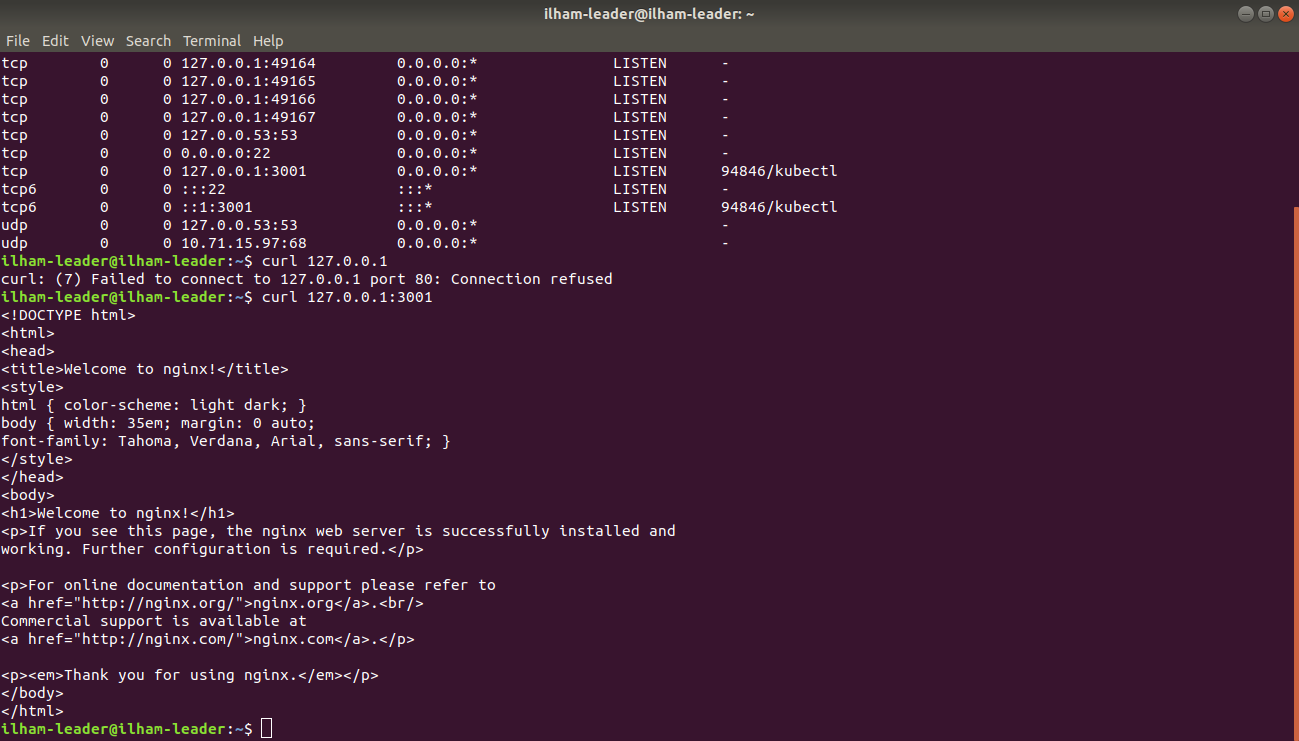 ilham-leader@ilham-leader: ~
File Edit View Search Terminal Help
tcp        0      0 127.0.0.1:49164         0.0.0.0:*               LISTEN      -
tcp        0      0 127.0.0.1:49165         0.0.0.0:*               LISTEN      -
tcp        0      0 127.0.0.1:49166         0.0.0.0:*               LISTEN      -
tcp        0      0 127.0.0.1:49167         0.0.0.0:*               LISTEN      -
tcp        0      0 127.0.0.53:53           0.0.0.0:*               LISTEN      -
tcp        0      0 0.0.0.0:22              0.0.0.0:*               LISTEN      -
tcp        0      0 127.0.0.1:3001          0.0.0.0:*               LISTEN      94846/kubectl
tcp6       0      0 :::22                   :::*                    LISTEN      -
tcp6       0      0 ::1:3001                :::*                    LISTEN      94846/kubectl
udp        0      0 127.0.0.53:53           0.0.0.0:*                           -
udp        0      0 10.71.15.97:68          0.0.0.0:*                           -
ilham-leader@ilham-leader:~$ curl 127.0.0.1
curl: (7) Failed to connect to 127.0.0.1 port 80: Connection refused
ilham-leader@ilham-leader:~$ curl 127.0.0.1:3001
<!DOCTYPE html>
<html>
<head>
<title>Welcome to nginx!</title>
<style>
html { color-scheme: light dark; }
body { width: 35em; margin: 0 auto;
font-family: Tahoma, Verdana, Arial, sans-serif; }
</style>
</head>
<body>
<h1>Welcome to nginx!</h1>
<p>If you see this page, the nginx web server is successfully installed and
working. Further configuration is required.</p>

<p>For online documentation and support please refer to
<a href="http://nginx.org/">nginx.org</a>.<br/>
Commercial support is available at
<a href="http://nginx.com/">nginx.com</a>.</p>

<p><em>Thank you for using nginx.</em></p>
</body>
</html>
ilham-leader@ilham-leader:~$